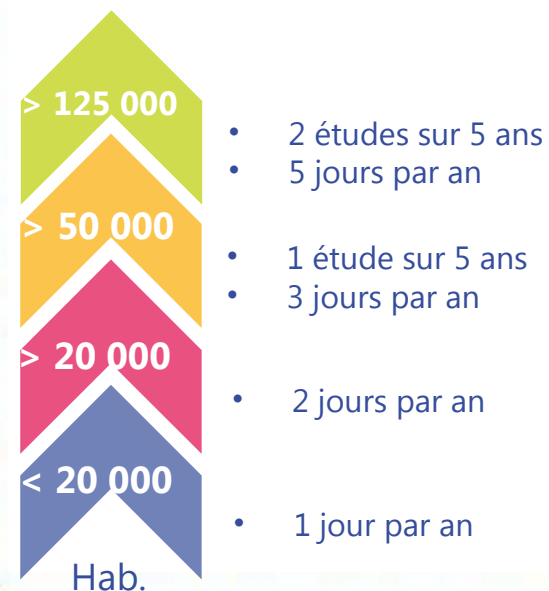 > 125 000
• 2 études sur 5 ans
• 5 jours par an
> 50 000
• 1 étude sur 5 ans
• 3 jours par an
> 20 000
• 2 jours par an
< 20 000
• 1 jour par an
Hab.